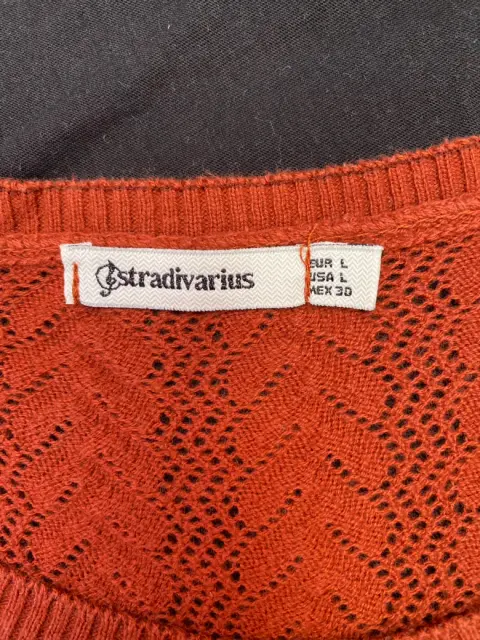 stradivarius
EUR L
USA L
MEX 30